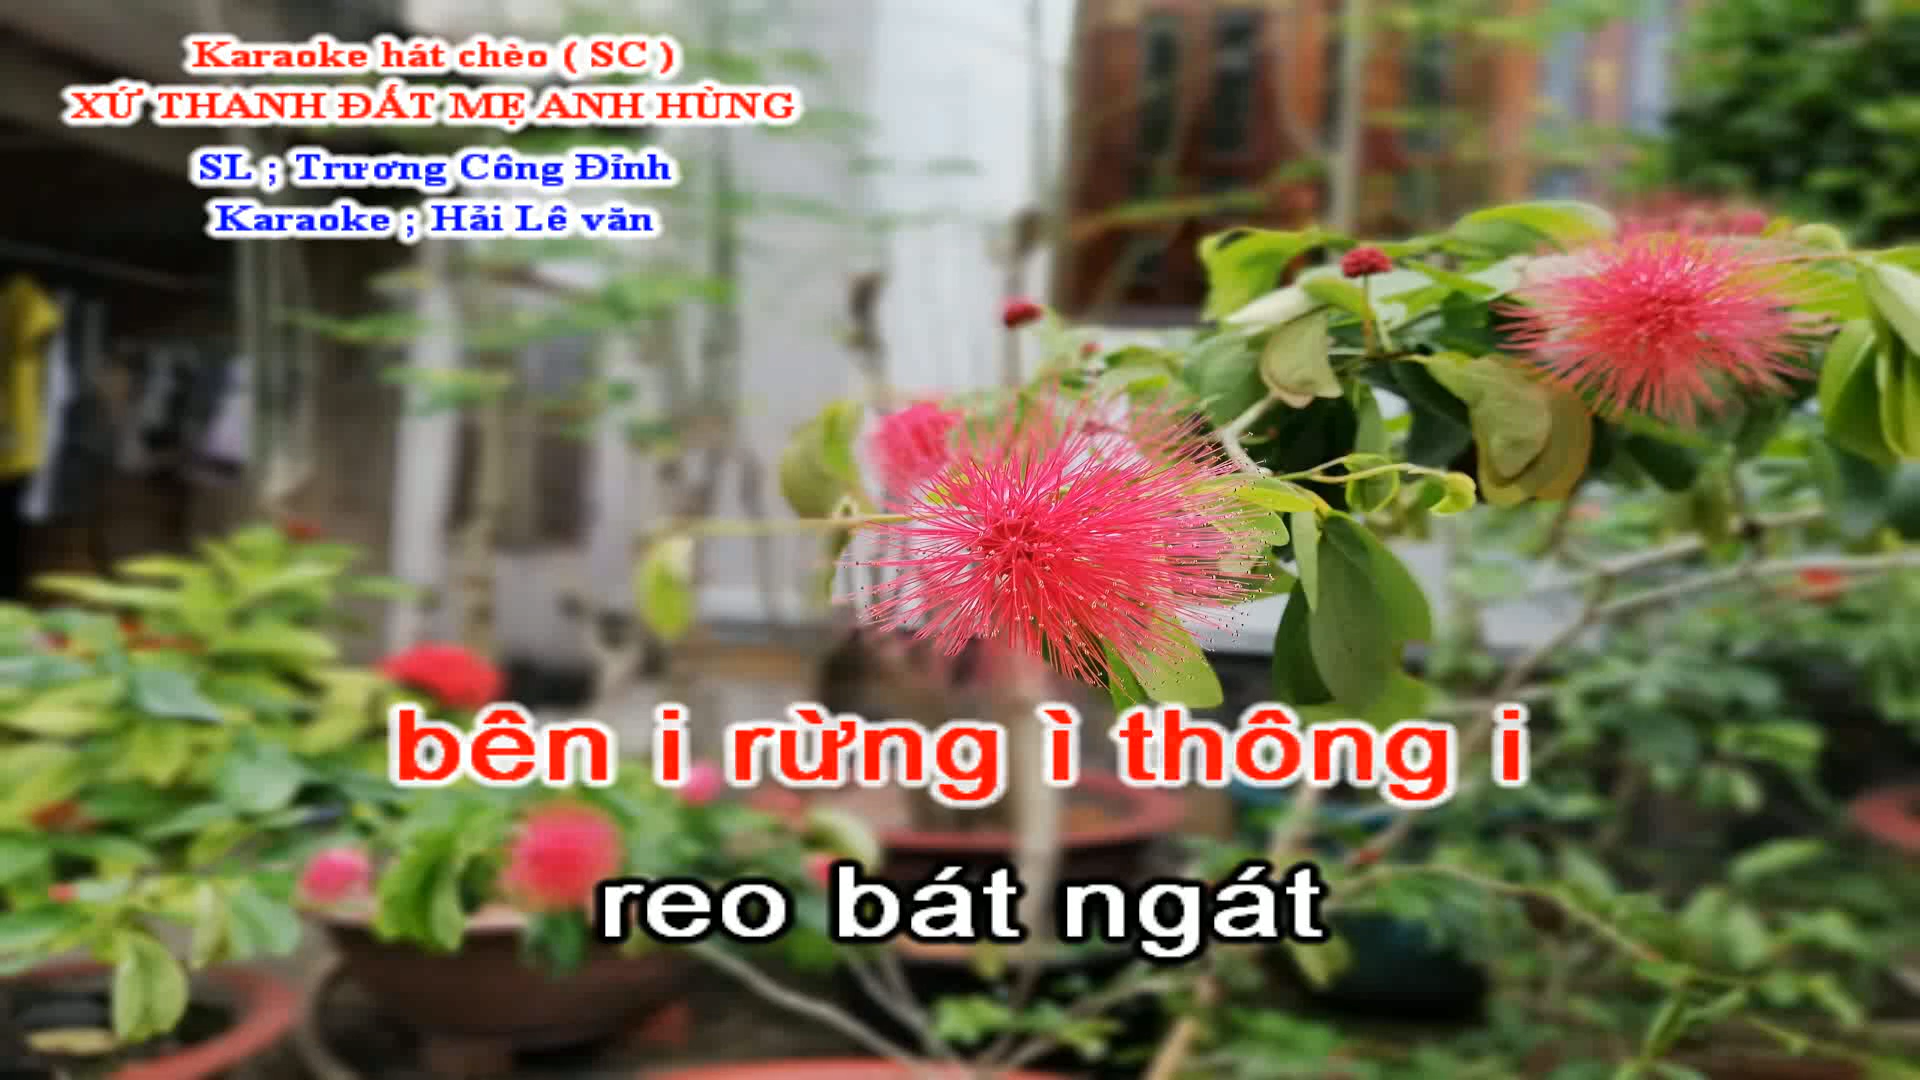 Karaoke hát chèo ( SC )
XỨ THANH ĐẤT MẸ ANH HÙNG
SL ; Trương Công Đỉnh
Karaoke ; Hải Lê văn
bên i rừng ì thông i
reo bát ngát